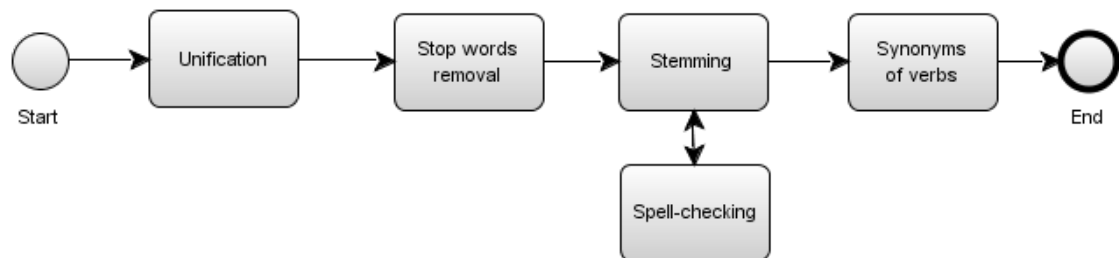 Unification
Stop words
removal
Stemming
Synonyms
of verbs
Start
End
Spell-checking